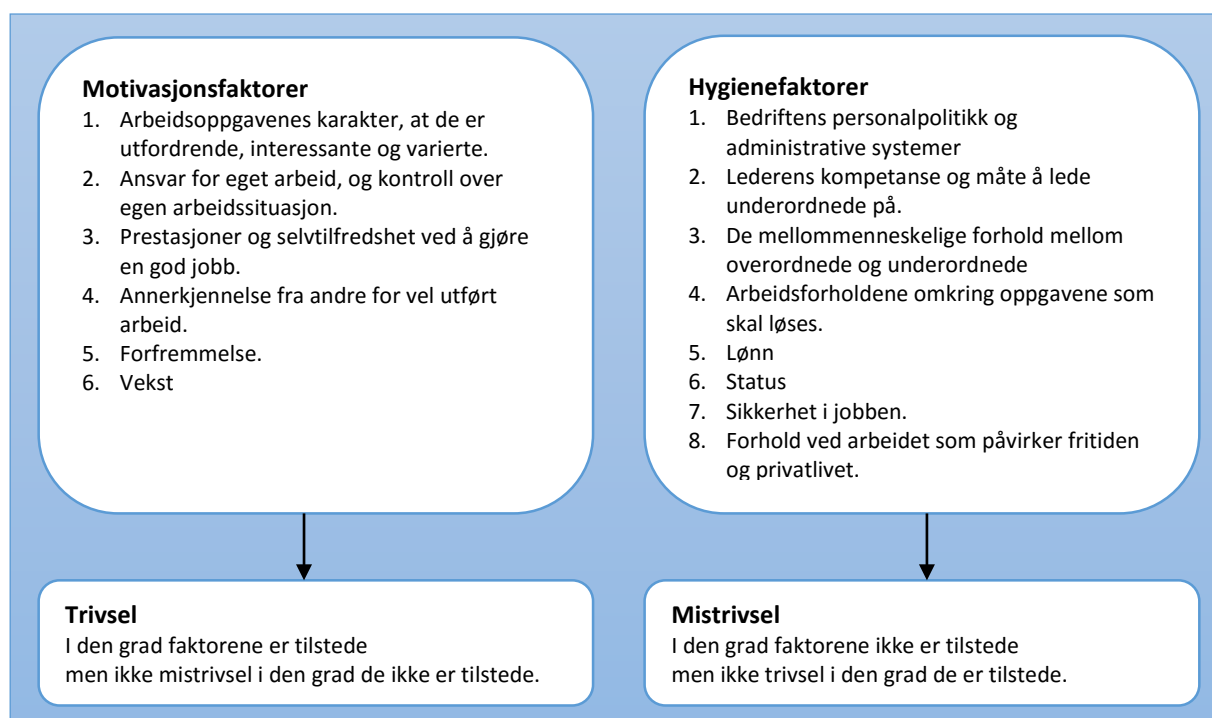 Motivasjonsfaktorer
1. Arbeidsoppgavenes karakter, at de er
utfordrende, interessante og varierte.
2. Ansvar for eget arbeid, og kontroll over
egen arbeidssituasjon.
3. Prestasjoner og selvtilfredshet ved å gjøre
en god jobb.
4. Annerkjennelse fra andre for vel utført
arbeid.
5. Forfremmelse.
6. Vekst
Hygienefaktorer
1. Bedriftens personalpolitikk og
administrative systemer
2. Lederens kompetanse og måte å lede
underordnede på.
3. De mellommenneskelige forhold mellom
overordnede og underordnede
4. Arbeidsforholdene omkring oppgavene som
skal løses.
5. Lønn
6. Status
7. Sikkerhet i jobben.
8. Forhold ved arbeidet som påvirker fritiden
og privatlivet.
Trivsel
I den grad faktorene er tilstede
men ikke mistrivsel i den grad de ikke er tilstede.
Mistrivsel
I den grad faktorene ikke er tilstede
men ikke trivsel i den grad de er tilstede.